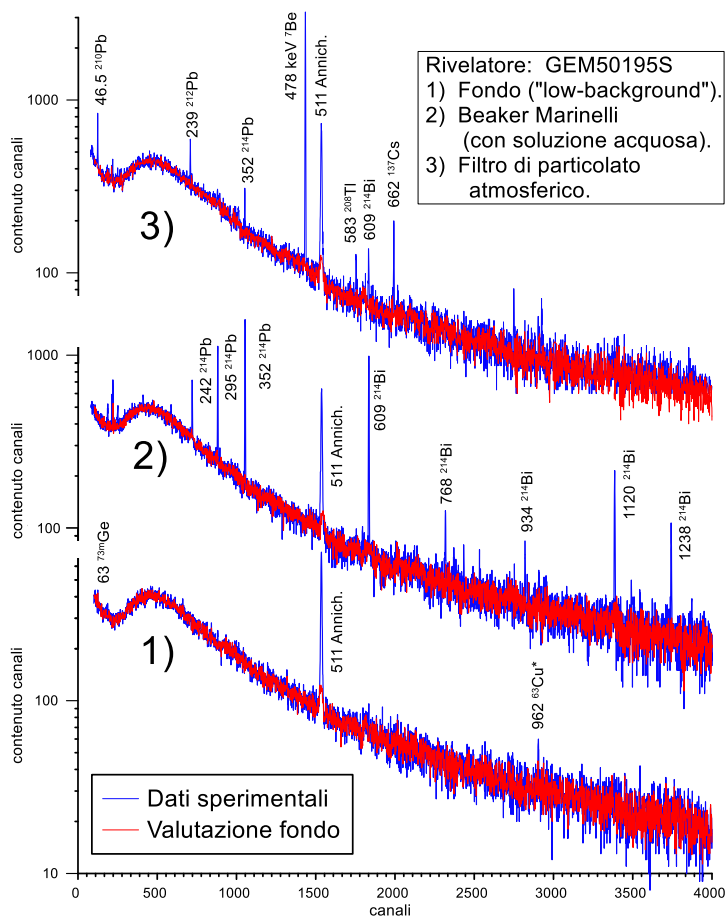 Rivelatore: GEM50195S
1) Fondo ("low-background").
2) Beaker Marinelli
(con soluzione acquosa).
3) Filtro di particolato
atmosferico.
contenuto canali
1000
100
46.5 ²¹⁰Pb
239 ²¹²Pb
352 ²¹⁴Pb
478 keV ⁷Be
511 Annich.
583 ²⁰⁸Tl
609 ²¹⁴Bi
662 ¹³⁷Cs
3)
contenuto canali
1000
100
242 ²¹⁴Pb
295 ²¹⁴Pb
352 ²¹⁴Pb
511 Annich.
609 ²¹⁴Bi
768 ²¹⁴Bi
934 ²¹⁴Bi
1120 ²¹⁴Bi
1238 ²¹⁴Bi
2)
contenuto canali
100
10
63 ⁷³ᵐGe
511 Annich.
962 ⁶³Cu*
1)
Dati sperimentali
Valutazione fondo
0 500 1000 1500 2000 2500 3000 3500 4000
canali